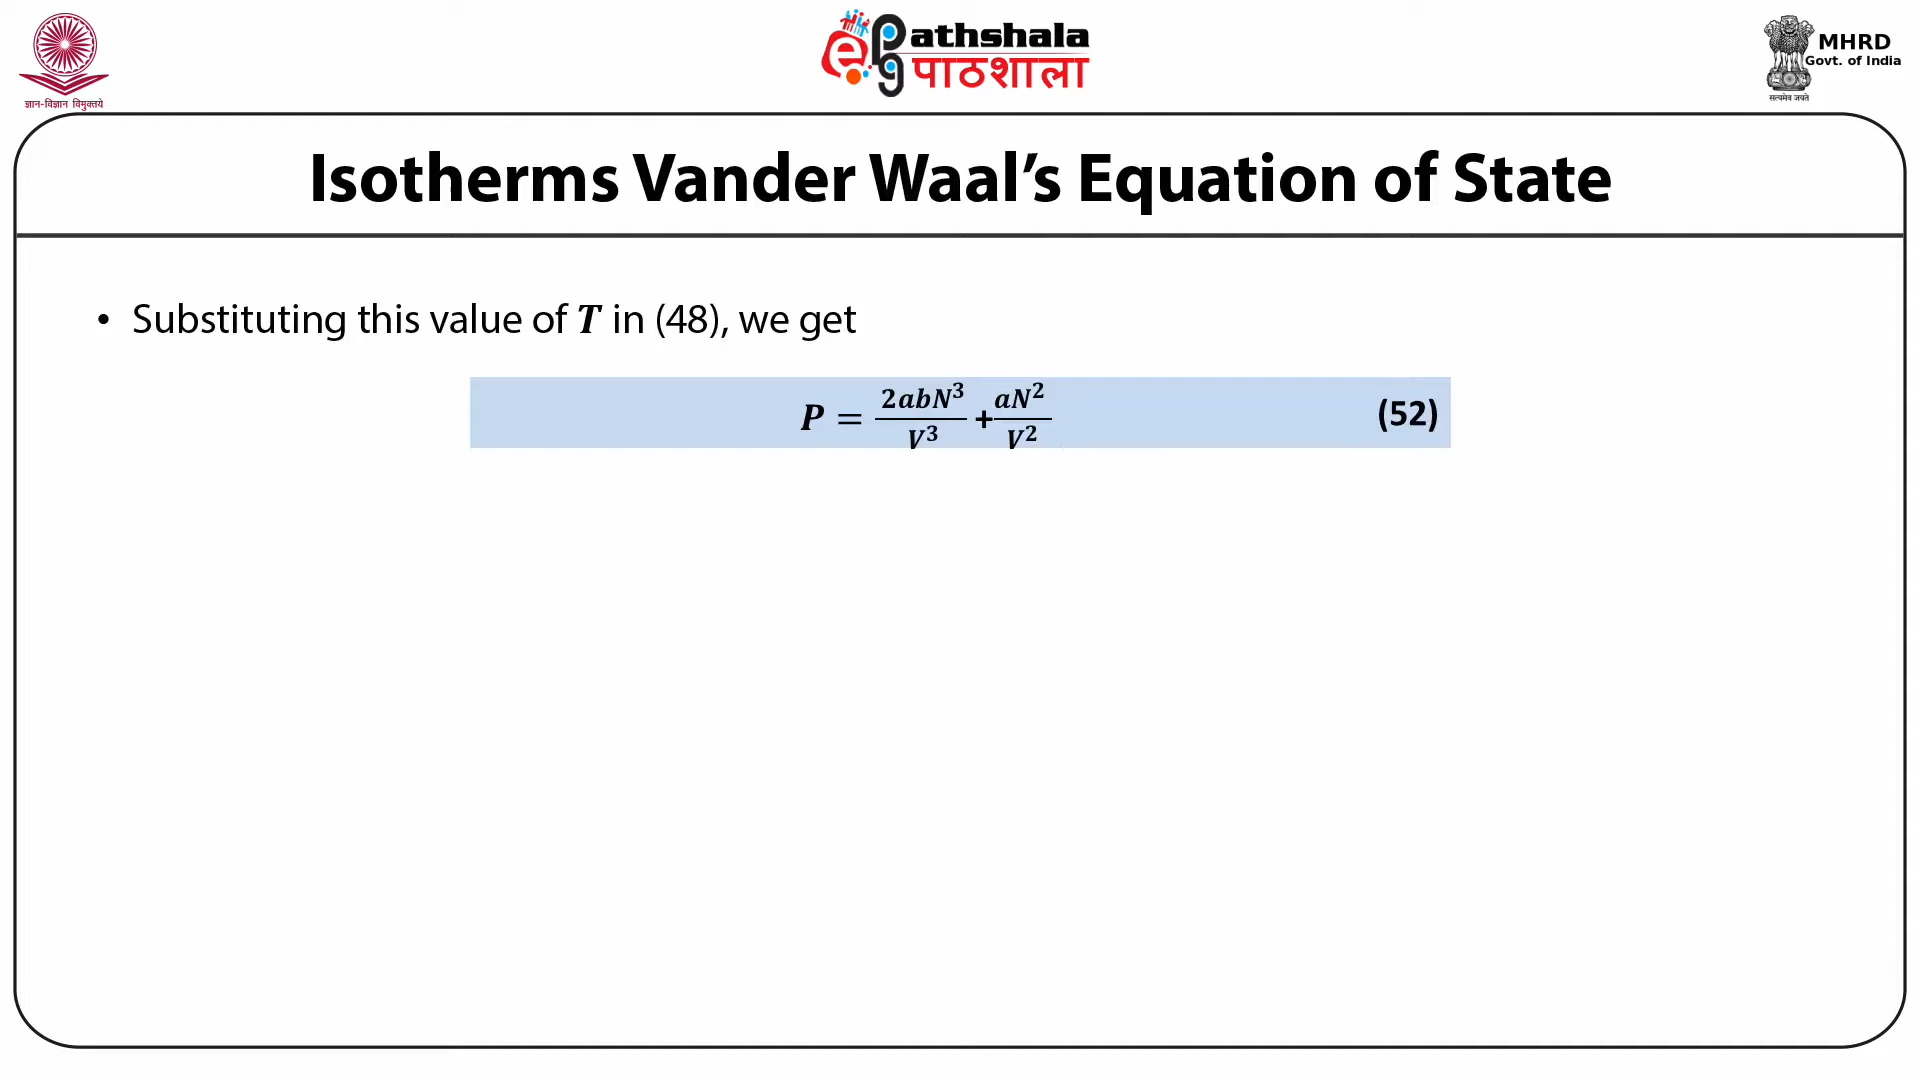 ज्ञान-विज्ञान विमुक्तये
epgathshala
पाठशाला
MHRD
Govt. of India
सत्यमेव जयते
Isotherms Vander Waal’s Equation of State
• Substituting this value of T in (48), we get
P = 2abN³/V³ + aN²/V² (52)